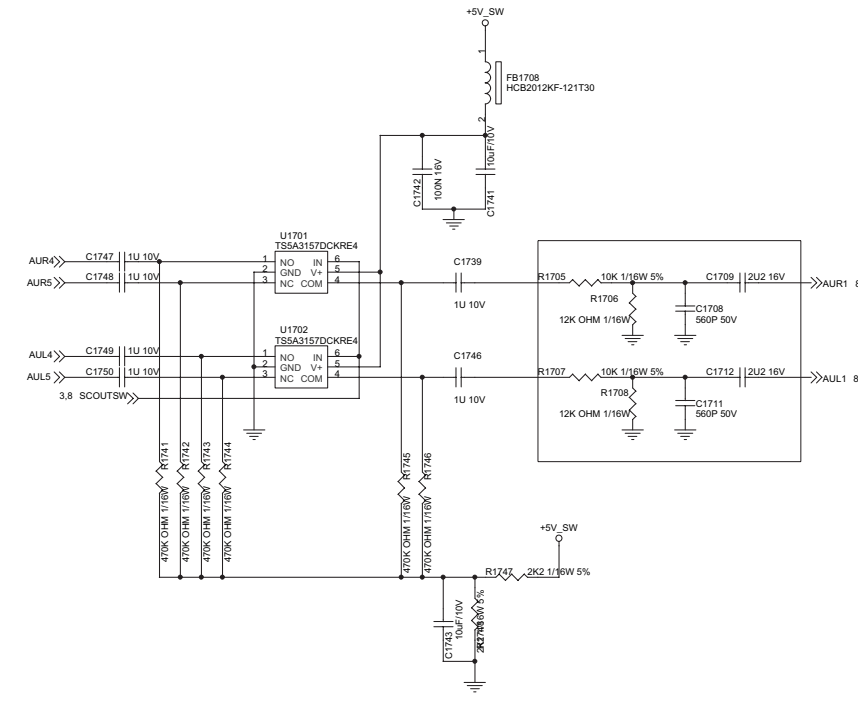 +5V_SW
1
FB1708
HCB2012KF-121T30
2
10uF/10V
C1742
100N 16V
C1741
U1701
TS5A3157DCKRE4
AUR4
C1747
1U 10V
1
NO
IN
6
2
GND
V+
5
AUR5
C1748
1U 10V
3
NC
COM
4
C1739
1U 10V
R1705
10K 1/16W 5%
C1709
2U2 16V
AUR1
8
R1706
12K OHM 1/16W
C1708
560P 50V
U1702
TS5A3157DCKRE4
AUL4
C1749
1U 10V
1
NO
IN
6
2
GND
V+
5
AUL5
C1750
1U 10V
3
NC
COM
4
3,8 SCOUTSW
C1746
1U 10V
R1707
10K 1/16W 5%
C1712
2U2 16V
AUL1
8
R1708
12K OHM 1/16W
C1711
560P 50V
R1741
470K OHM 1/16W
R1742
470K OHM 1/16W
R1743
470K OHM 1/16W
R1744
470K OHM 1/16W
R1745
470K OHM 1/16W
R1746
470K OHM 1/16W
+5V_SW
R1747
2K2 1/16W 5%
C1743
10uF/10V